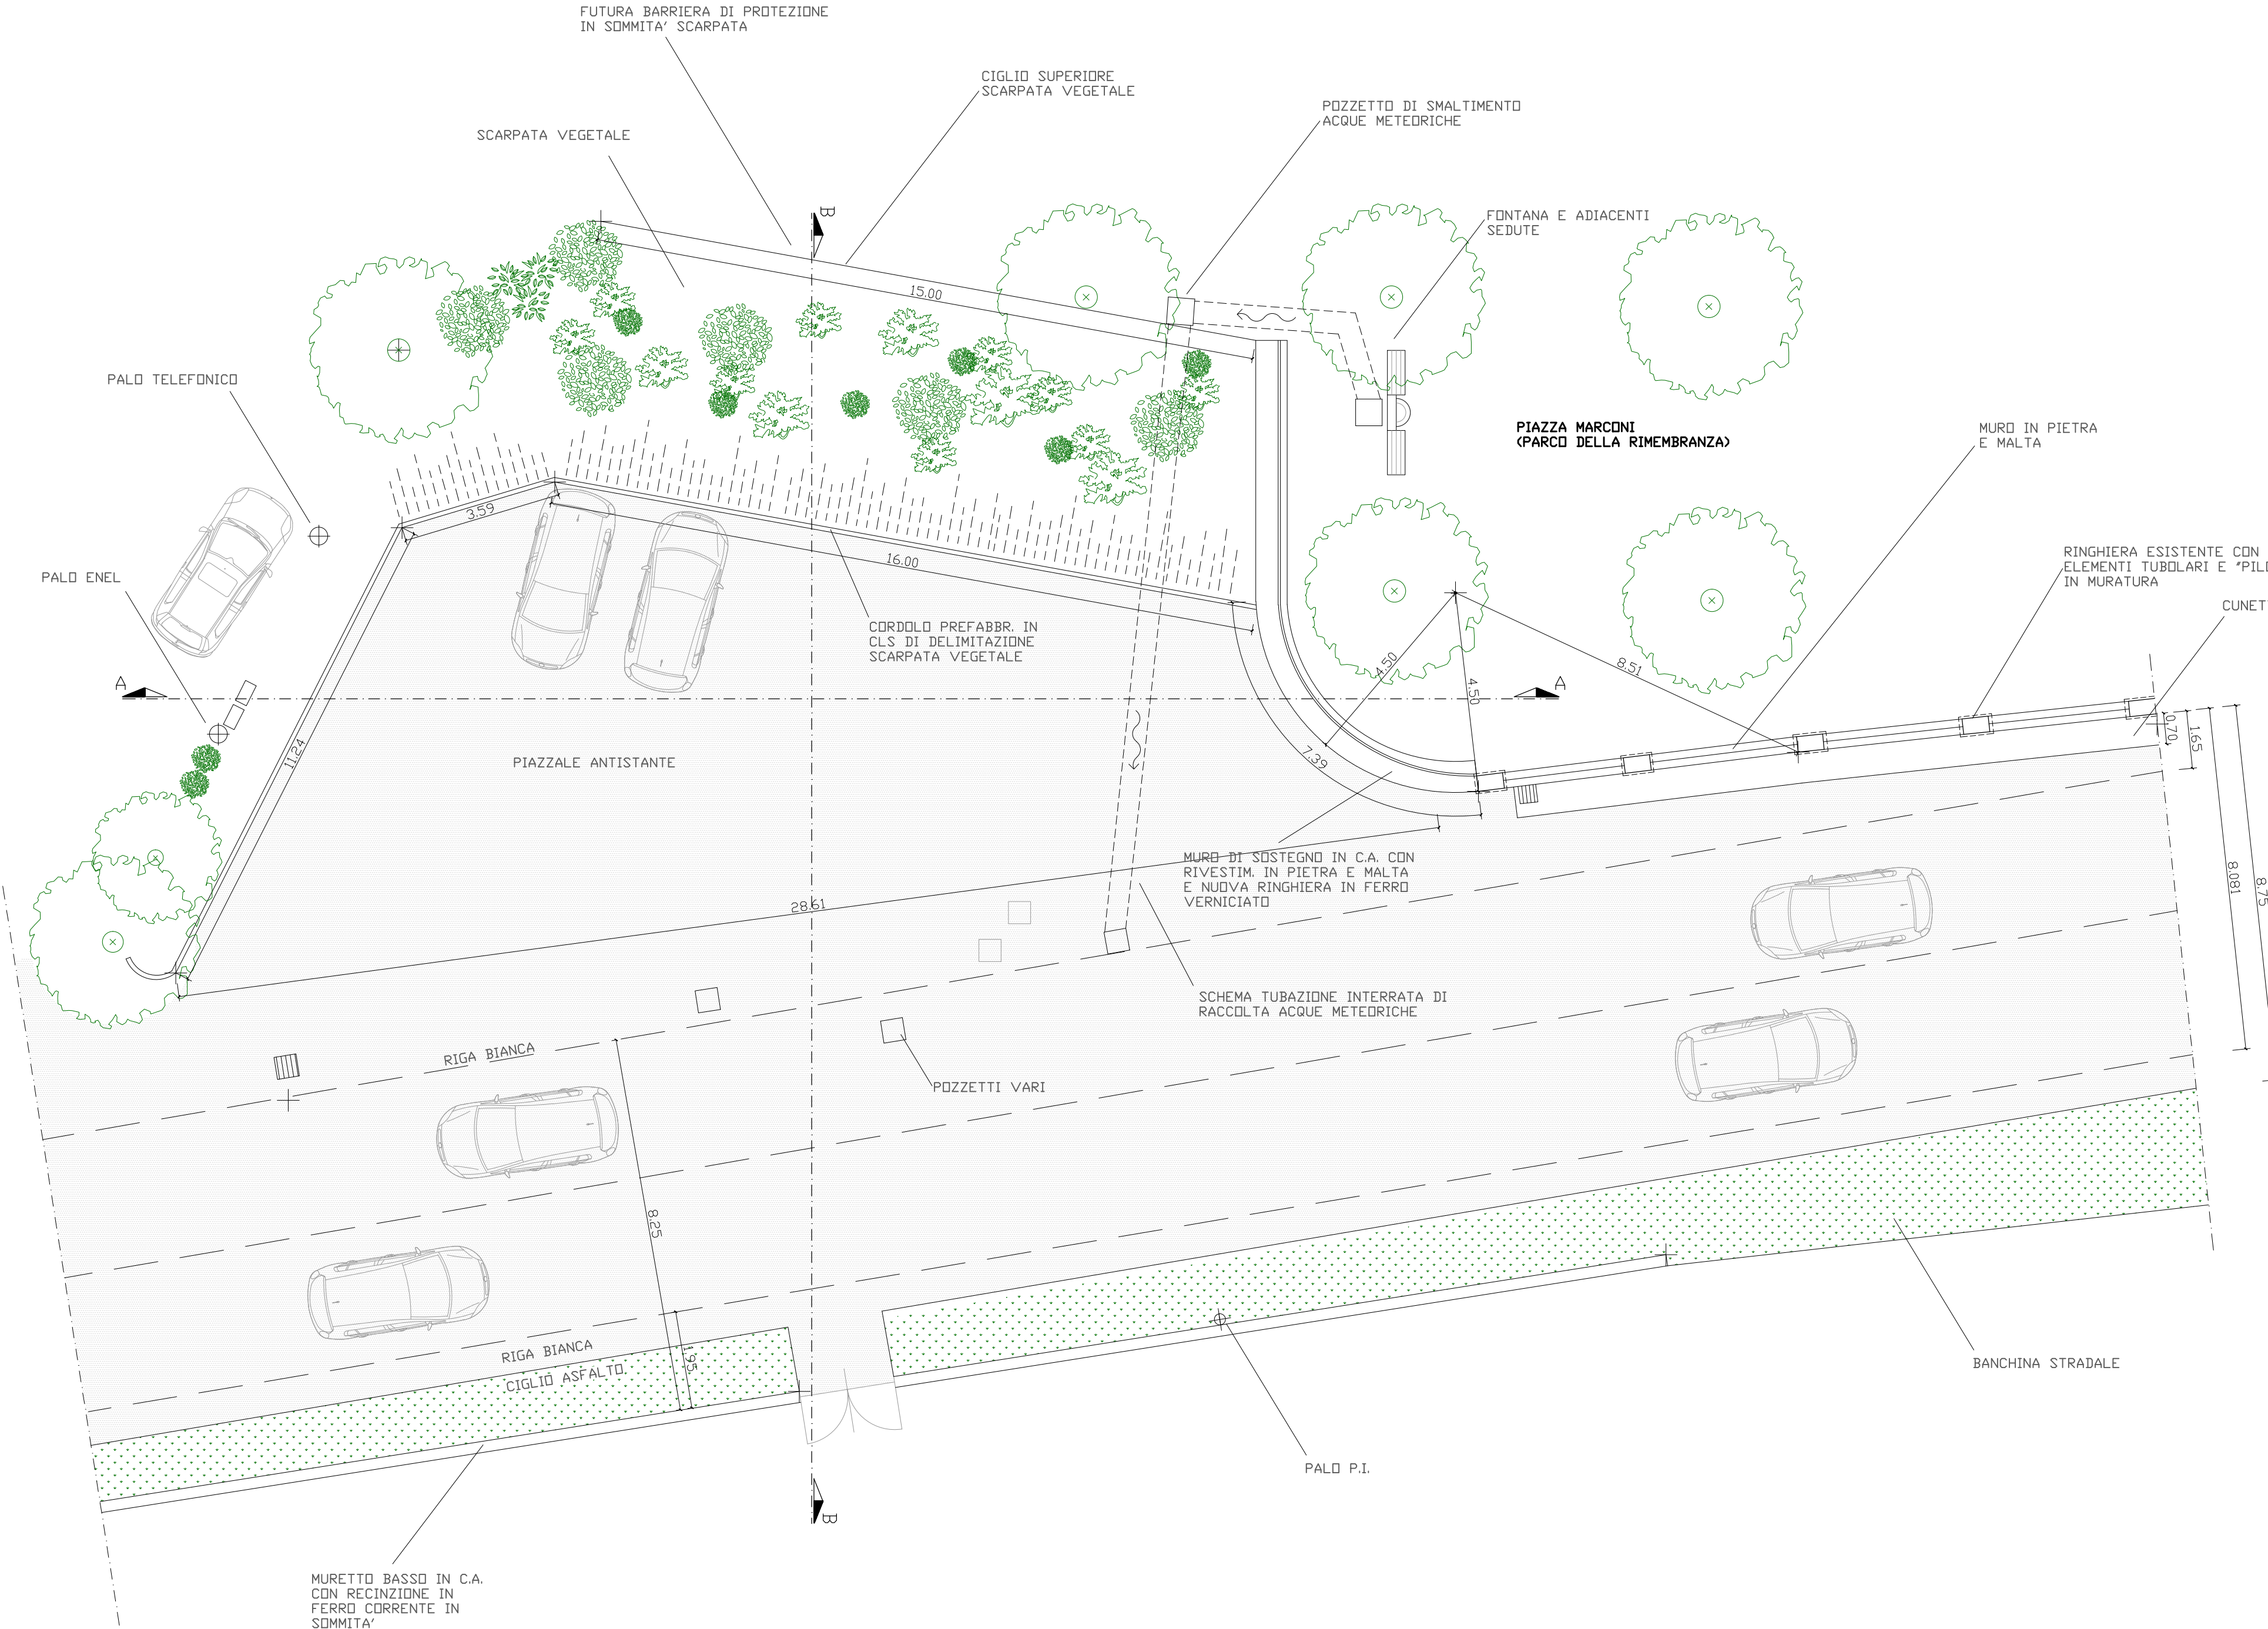 FUTURA BARRIERA DI PROTEZIONE
IN SOMMITA' SCARPATA
CIGLIO SUPERIORE
SCARPATA VEGETALE
POZZETTO DI SMALTIMENTO
ACQUE METEORICHE
SCARPATA VEGETALE
B
FONTANA E ADIACENTI
SEDUTE
15.00
PALO TELEFONICO
PIAZZA MARCONI
(PARCO DELLA RIMEMBRANZA)
MURO IN PIETRA
E MALTA
3.59
RINGHIERA ESISTENTE CON
ELEMENTI TUBOLARI E "PIL
IN MURATURA
PALO ENEL
16.00
CUNET
CORDOLO PREFABBR. IN
CLS DI DELIMITAZIONE
SCARPATA VEGETALE
4.50
8.51
A
A
4.50
0.70
1.65
11.24
PIAZZALE ANTISTANTE
7.39
MURO DI SOSTEGNO IN C.A. CON
RIVESTIM. IN PIETRA E MALTA
E NUOVA RINGHIERA IN FERRO
VERNICIATO
8.081
8.75
28.61
SCHEMA TUBAZIONE INTERRATA DI
RACCOLTA ACQUE METEORICHE
RIGA BIANCA
POZZETTI VARI
8.25
RIGA BIANCA
1.95
CIGLIO ASFALTO
BANCHINA STRADALE
PALO P.I.
B
MURETTO BASSO IN C.A.
CON RECINZIONE IN
FERRO CORRENTE IN
SOMMITA'